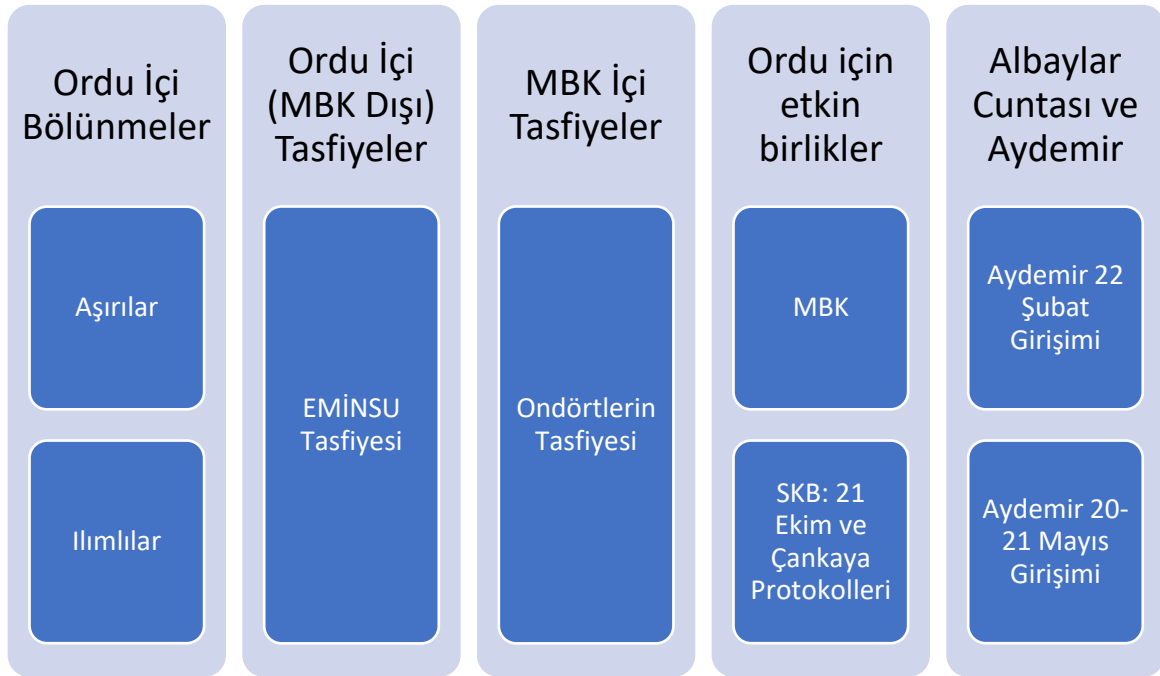 Ordu İçi
Bölünmeler
Aşırılar
Ilımlılar
Ordu İçi
(MBK Dışı)
Tasfiyeler
EMİNSU
Tasfiyesi
MBK İçi
Tasfiyeler
Ondörtlerin
Tasfiyesi
Ordu için
etkin
birlikler
MBK
SKB: 21
Ekim ve
Çankaya
Protokolleri
Albaylar
Cuntası ve
Aydemir
Aydemir 22
Şubat
Girişimi
Aydemir 20-
21 Mayıs
Girişimi